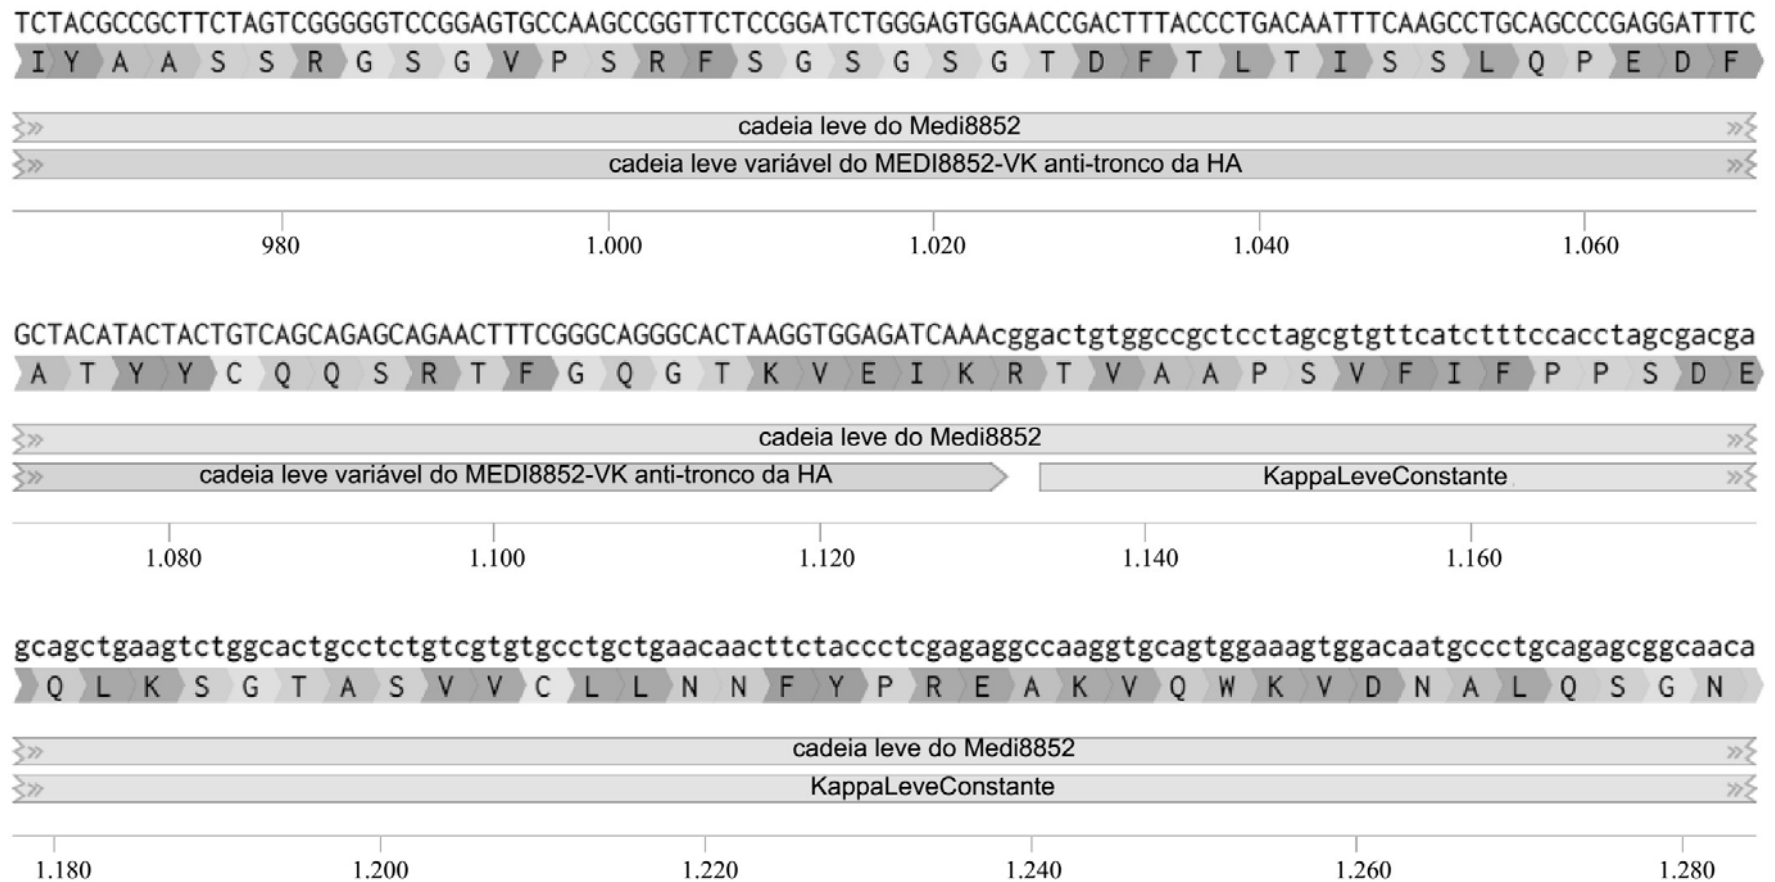 TCTACGCCGCTTCTAGTCGGGGGTCCGGAGTGCCAAGCCGGTTCTCCGGATCTGGGAGTGGAACCGACTTTACCCTGACAATTTCAAGCCTGCAGCCCGAGGATTTC
I Y A A S S R G S G V P S R F S G S G S G T D F T L T I S S L Q P E D F
cadeia leve do Medi8852
cadeia leve variável do MEDI8852-VK anti-tronco da HA
980 1.000 1.020 1.040 1.060
GCTACATACTACTGTCAGCAGAGCAGAACTTTCGGGCAGGGCACTAAGGTGGAGATCAAAcggactgtggccgctcctagcgtgttcatctttccacctagcgacga
A T Y Y C Q Q S R T F G Q G T K V E I K R T V A A P S V F I F P P S D E
cadeia leve do Medi8852
cadeia leve variável do MEDI8852-VK anti-tronco da HA KappaLeveConstante
1.080 1.100 1.120 1.140 1.160
gcagctgaagtctggcactgcctctgtcgtgtgcctgctgaacaacttctaccctcgagaggccaaggtgcagtggaaagtggacaatgccctgcagagcggcaaca
Q L K S G T A S V V C L L N N F Y P R E A K V Q W K V D N A L Q S G N
cadeia leve do Medi8852
KappaLeveConstante
1.180 1.200 1.220 1.240 1.260 1.280